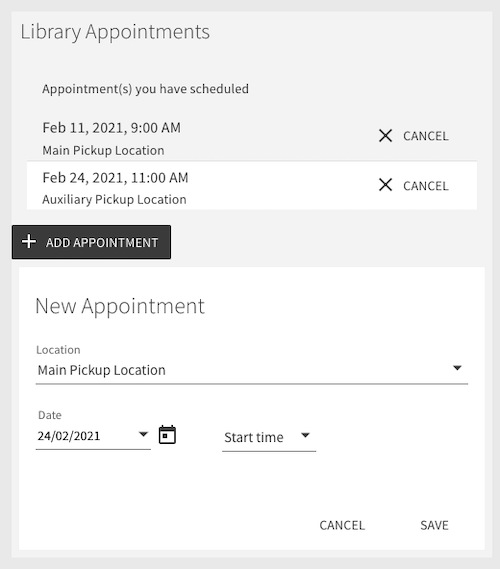 Library Appointments
Appointment(s) you have scheduled
Feb 11, 2021, 9:00 AM
Main Pickup Location
CANCEL
Feb 24, 2021, 11:00 AM
Auxiliary Pickup Location
CANCEL
ADD APPOINTMENT
New Appointment
Location
Main Pickup Location
Date
24/02/2021
Start time
CANCEL SAVE